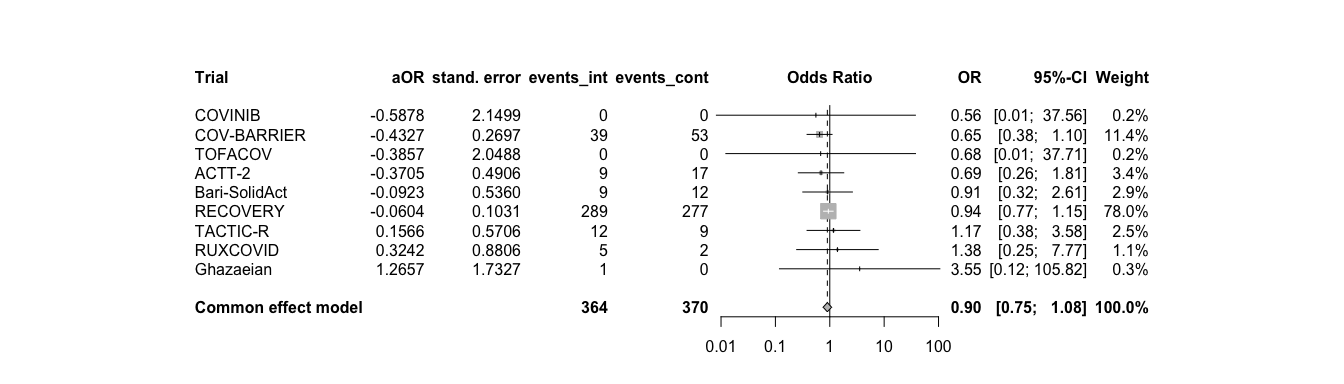 Trial aOR stand. error events_int events_cont Odds Ratio OR 95%-CI Weight
COVINIB -0.5878 2.1499 0 0 0.56 [0.01; 37.56] 0.2%
COV-BARRIER -0.4327 0.2697 39 53 0.65 [0.38; 1.10] 11.4%
TOFACOV -0.3857 2.0488 0 0 0.68 [0.01; 37.71] 0.2%
ACTT-2 -0.3705 0.4906 9 17 0.69 [0.26; 1.81] 3.4%
Bari-SolidAct -0.0923 0.5360 9 12 0.91 [0.32; 2.61] 2.9%
RECOVERY -0.0604 0.1031 289 277 0.94 [0.77; 1.15] 78.0%
TACTIC-R 0.1566 0.5706 12 9 1.17 [0.38; 3.58] 2.5%
RUXCOVID 0.3242 0.8806 5 2 1.38 [0.25; 7.77] 1.1%
Ghazaeian 1.2657 1.7327 1 0 3.55 [0.12; 105.82] 0.3%
Common effect model 364 370 0.90 [0.75; 1.08] 100.0%
0.01 0.1 1 10 100